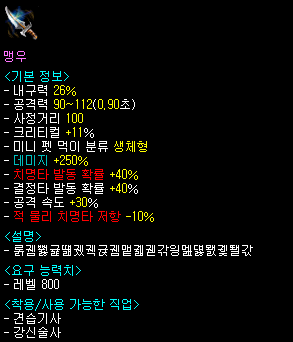 맹우
<기본 정보>
- 내구력 26%
- 공격력 90~112(0.90초)
- 사정거리 100
- 크리티컬 +11%
- 미니 펫 먹이 분류 생체형
- 데미지 +250%
- 치명타 발동 확률 +40%
- 결정타 발동 확률 +40%
- 공격 속도 +30%
- 적 물리 치명타 저항 -10%
<설명>
-
<요구 능력치>
- 레벨 800
<착용/사용 가능한 직업>
- 견습기사
- 강신술사